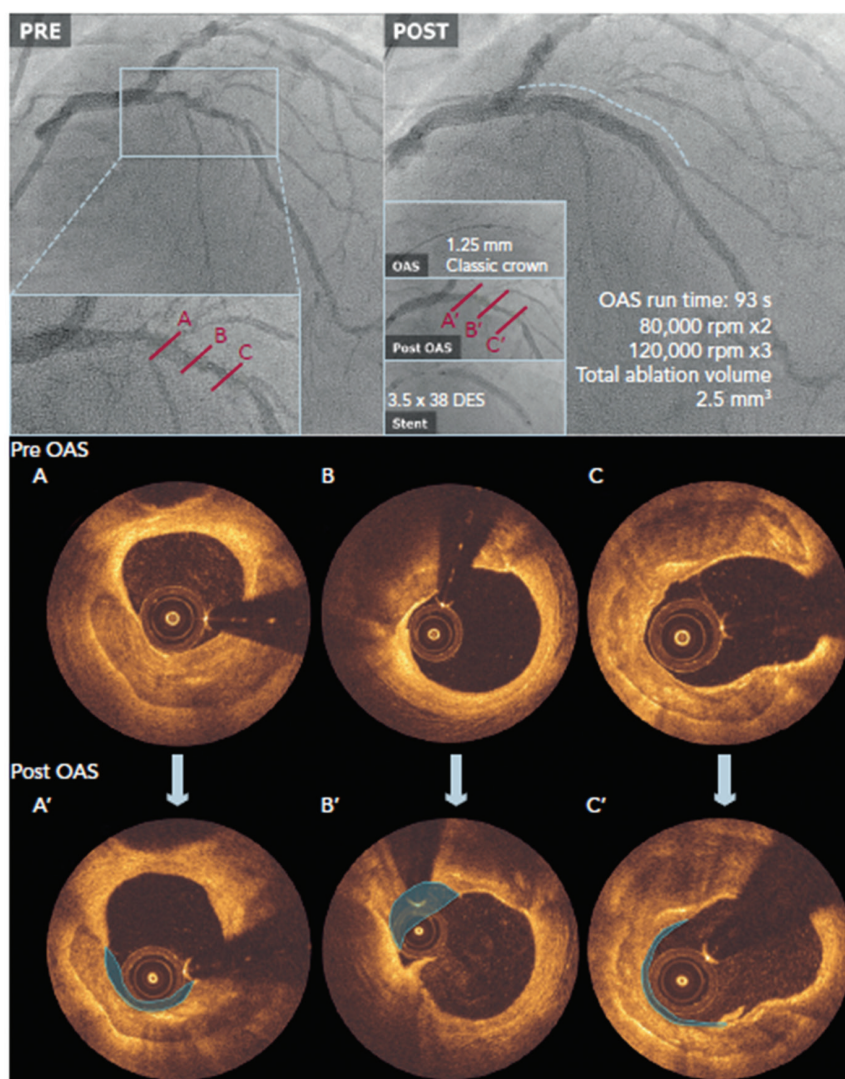 PRE
POST
A
B
C
1.25 mm
Classic crown
OAS
A'
B'
C'
Post OAS
3.5 x 38 DES
Stent
OAS run time: 93 s
80,000 rpm x2
120,000 rpm x3
Total ablation volume
2.5 mm³
Pre OAS
A
B
C
Post OAS
A'
B'
C'